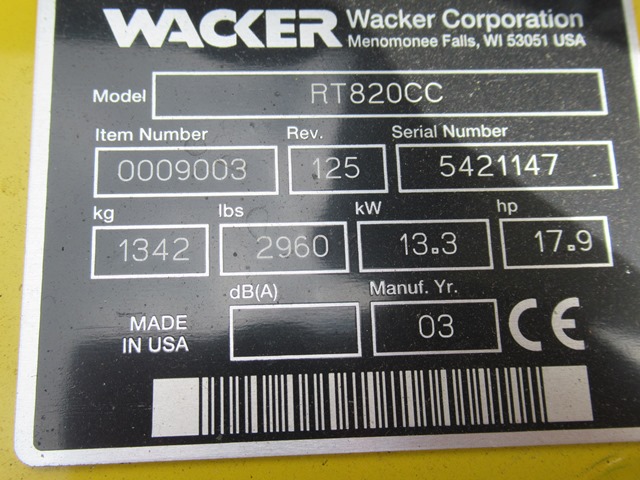 WACKER Wacker Corporation
Menomonee Falls, WI 53051 USA
Model RT820CC
Item Number Rev. Serial Number
0009003 125 5421147
kg lbs kW hp
1342 2960 13.3 17.9
dB(A) Manuf. Yr.
MADE IN USA 03 CE